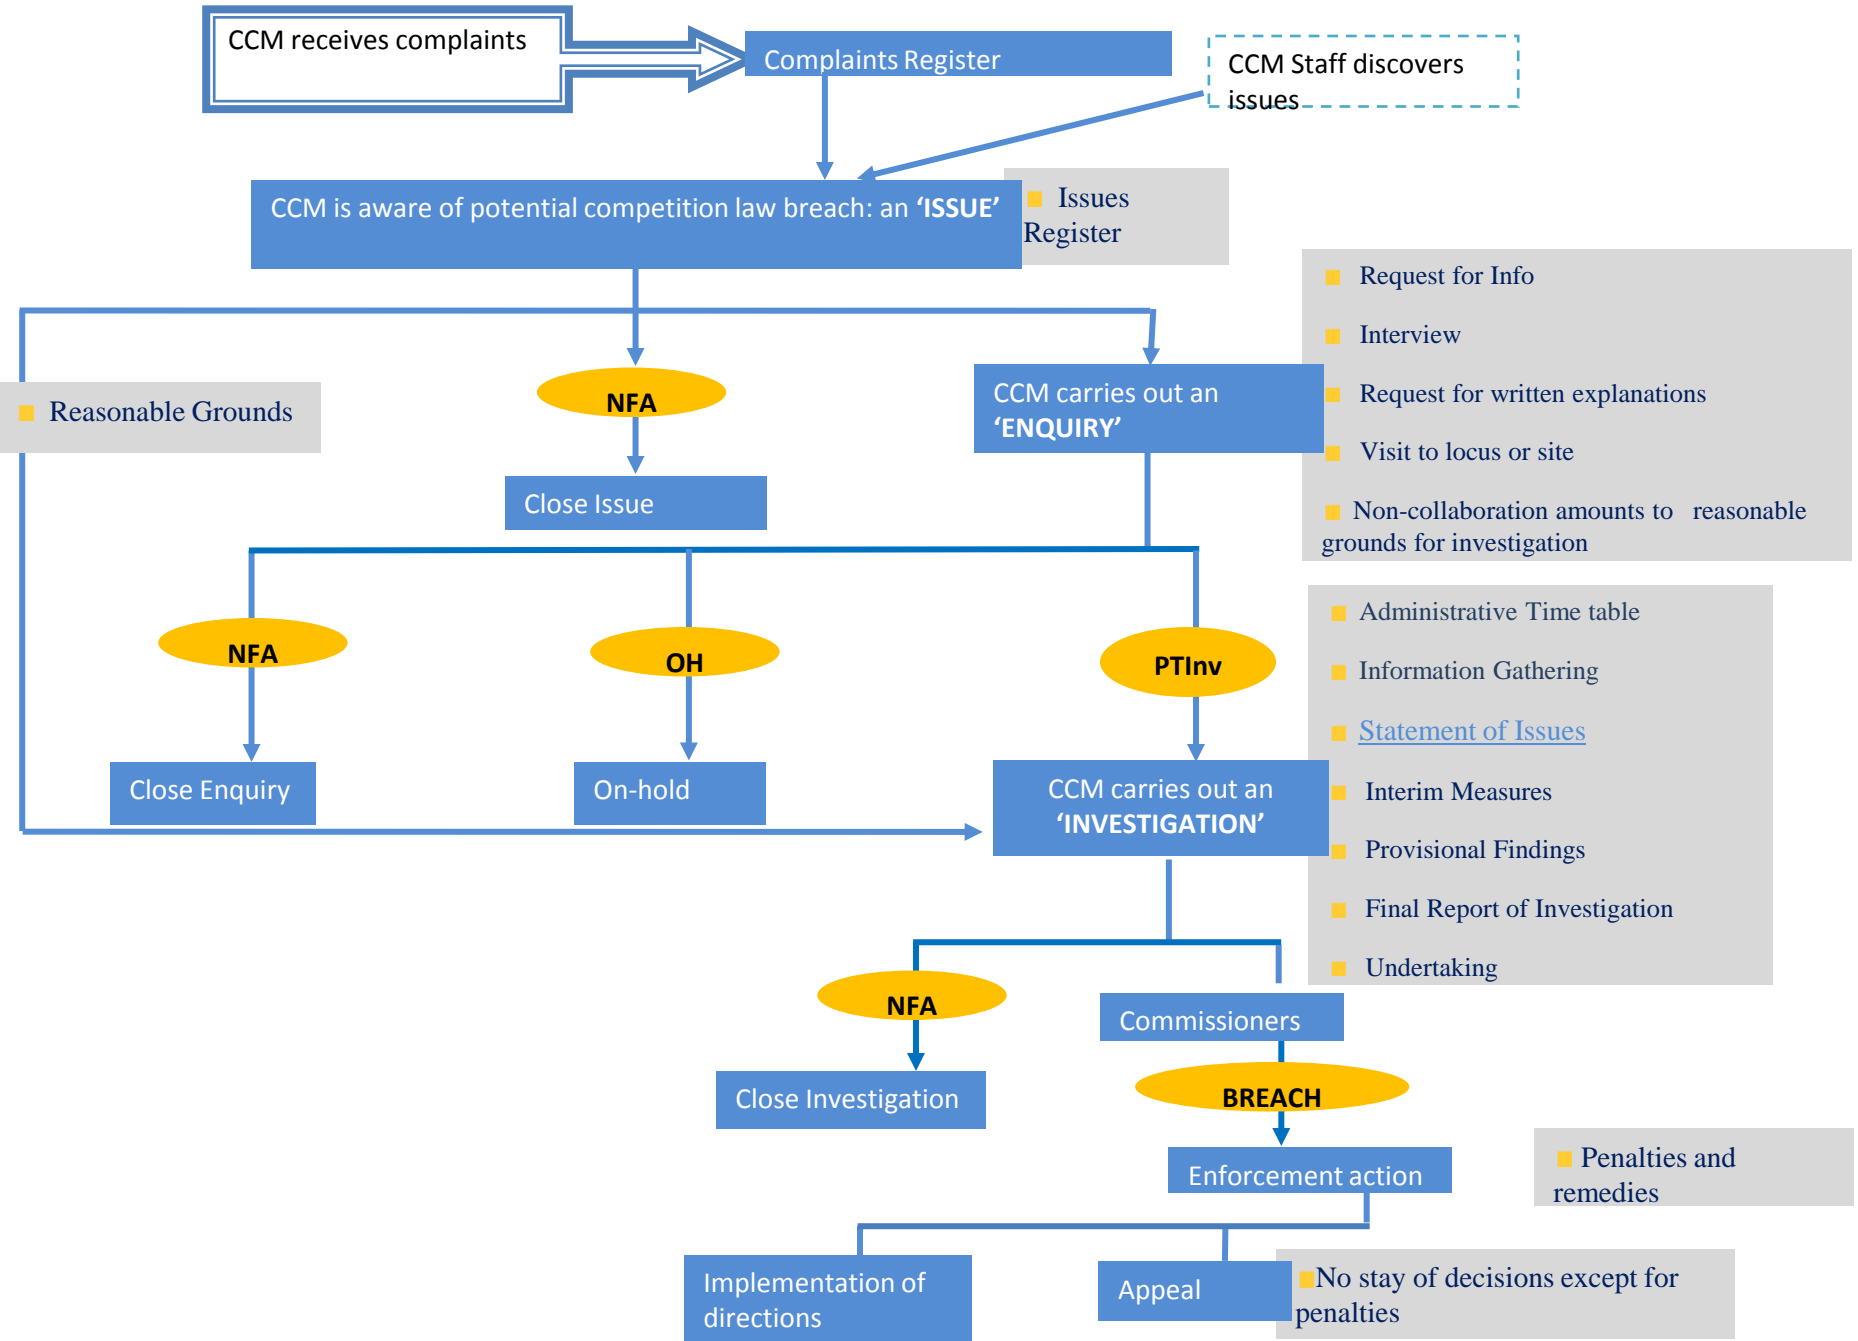 CCM receives complaints
Complaints Register
CCM Staff discovers
issues
CCM is aware of potential competition law breach: an ‘ISSUE’
■ Issues
Register
■ Request for Info
■ Interview
■ Request for written explanations
■ Visit to locus or site
■ Non-collaboration amounts to reasonable
grounds for investigation
■ Reasonable Grounds
NFA
CCM carries out an
‘ENQUIRY’
Close Issue
NFA
OH
PTInv
■ Administrative Time table
■ Information Gathering
■ Statement of Issues
■ Interim Measures
■ Provisional Findings
■ Final Report of Investigation
■ Undertaking
Close Enquiry
On-hold
CCM carries out an
‘INVESTIGATION’
NFA
Commissioners
Close Investigation
BREACH
Enforcement action
■ Penalties and
remedies
Implementation of
directions
Appeal
■No stay of decisions except for
penalties